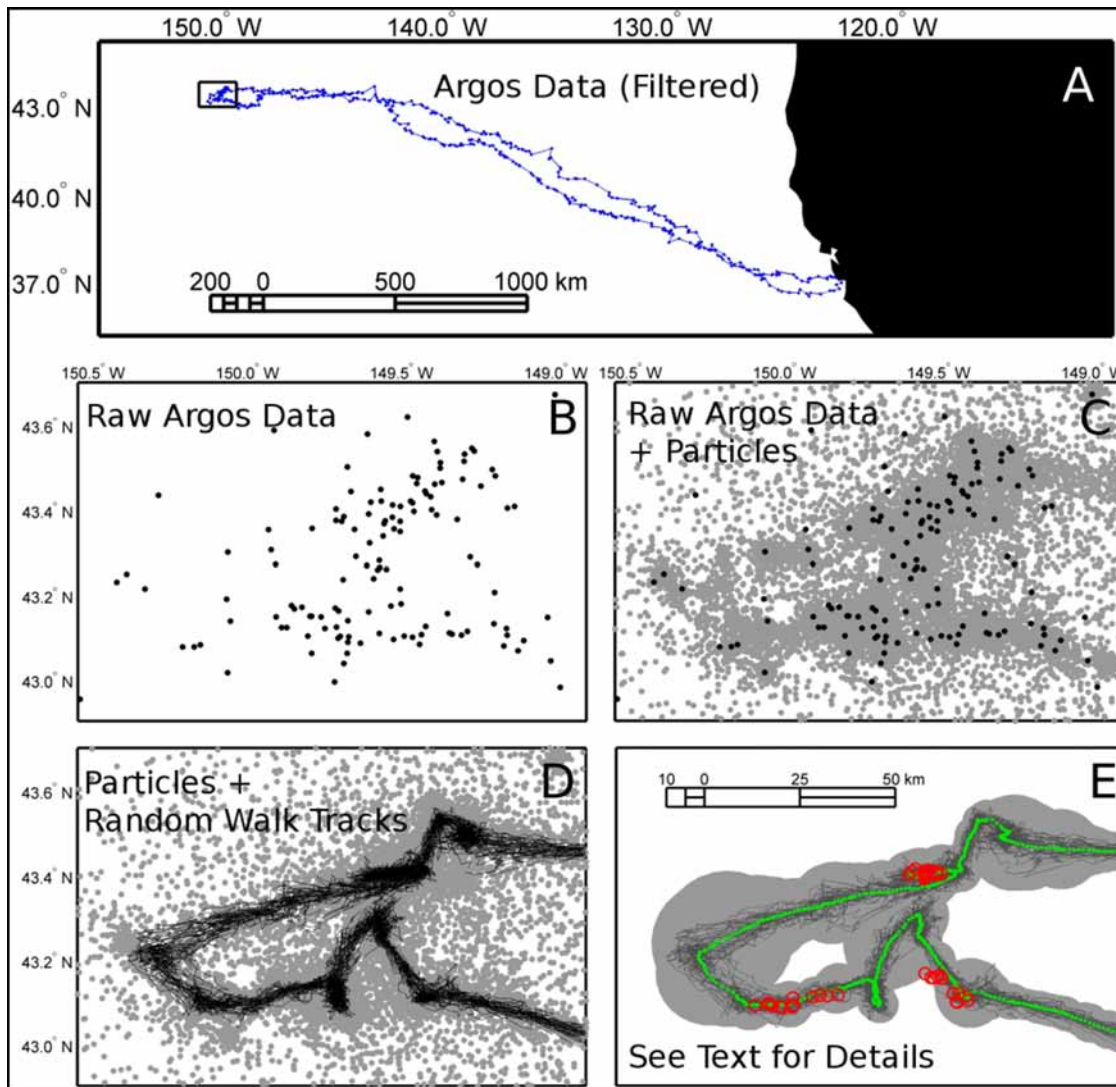 150.0° W 140.0° W 130.0° W 120.0° W
Argos Data (Filtered)
A
43.0° N
40.0° N
37.0° N
200 0 500 1000 km
150.5° W 150.0° W 149.5° W 149.0° W
Raw Argos Data
B
43.6° N
43.4° N
43.2° N
43.0° N
150.5° W 150.0° W 149.4° W 149.0° W
Raw Argos Data
+ Particles
C
Particles +
Random Walk Tracks
D
43.6° N
43.4° N
43.2° N
43.0° N
10 0 25 50 km
E
See Text for Details